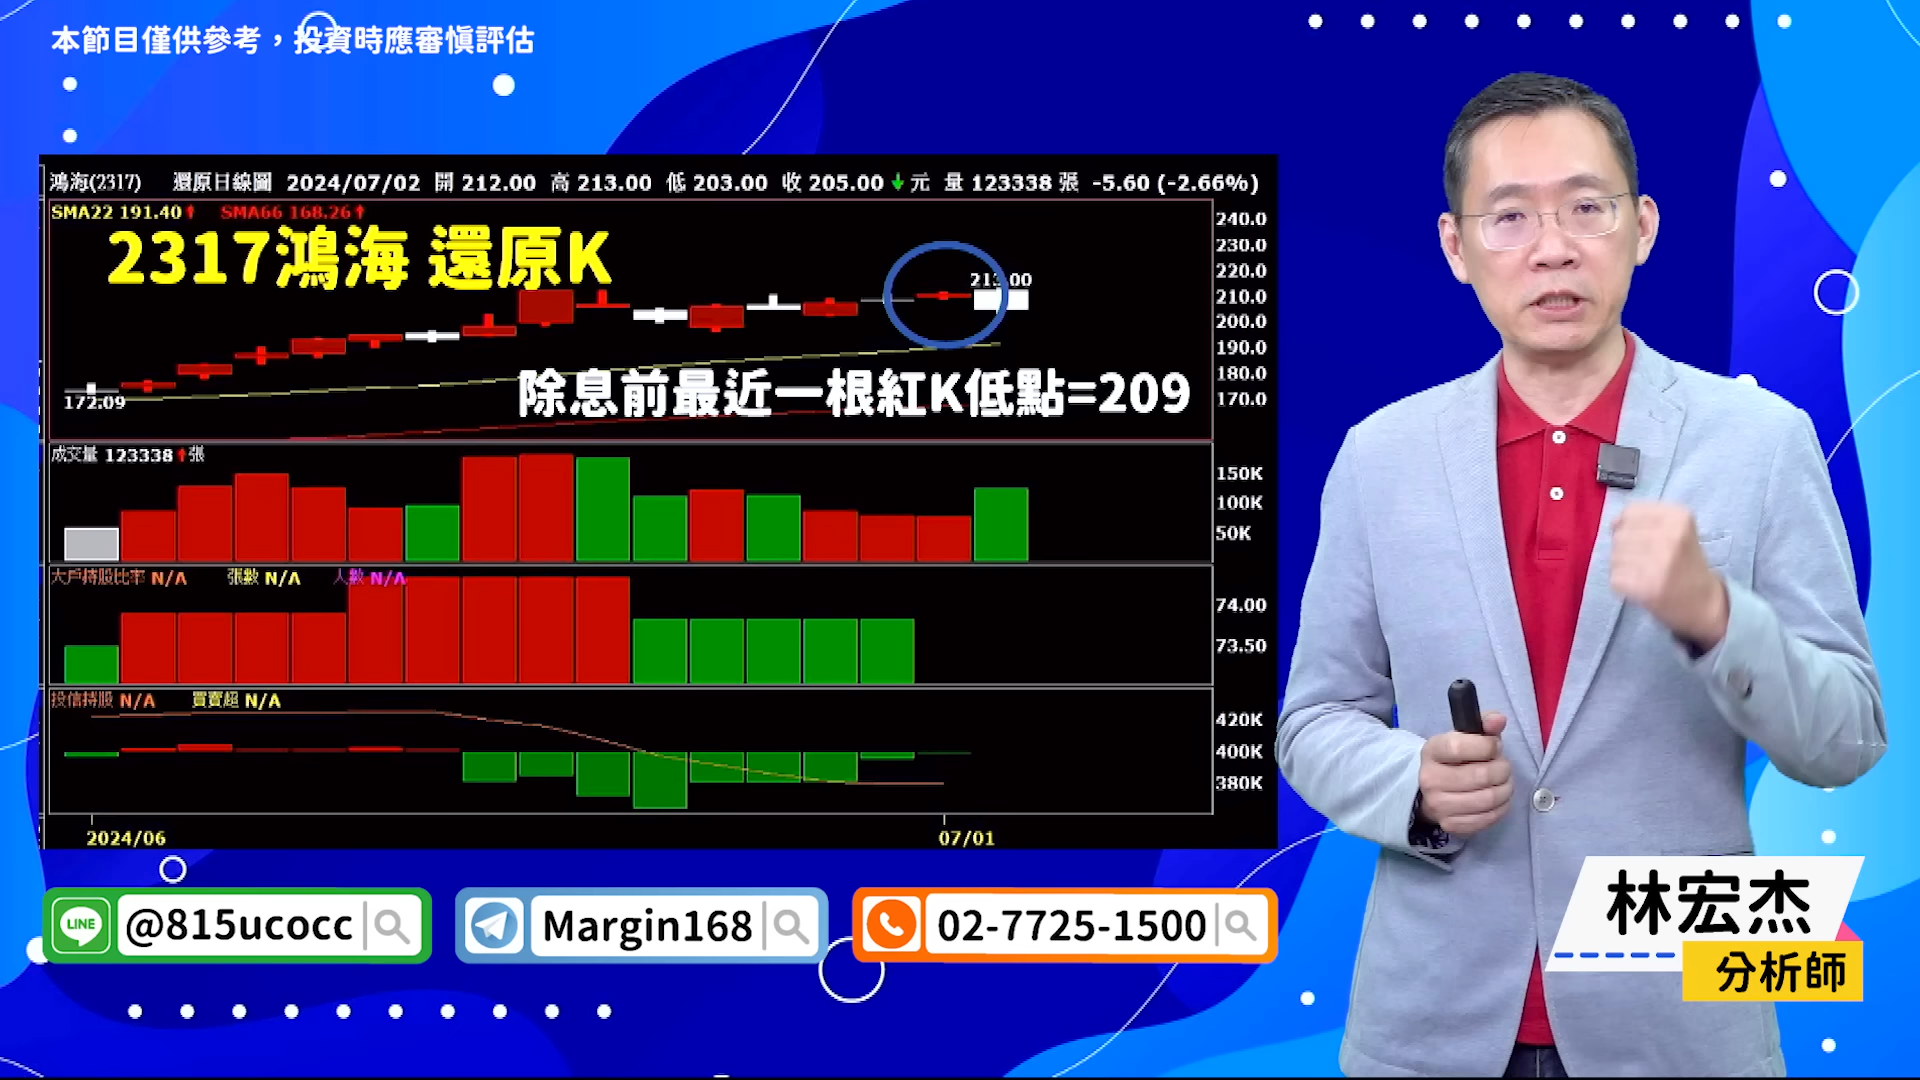 本節目僅供參考，投資時應審慎評估
鴻海(2317) 還原日線圖 2024/07/02 開 212.00 高 213.00 低 203.00 收 205.00↓元 量 123338 張 -5.60 (-2.66%)
SMA22 191.40↑ SMA66 168.26↑
2317鴻海 還原K
213.00
172.09
除息前最近一根紅K低點=209
240.0
230.0
220.0
210.0
200.0
190.0
180.0
170.0
成交量 123338↑張
150K
100K
50K
大戶持股比率 N/A 張數 N/A 人數 N/A
74.00
73.50
投信持股 N/A 買賣超 N/A
420K
400K
380K
2024/06
07/01
LINE @815ucocc
Margin168
02-7725-1500
林宏杰
分析師